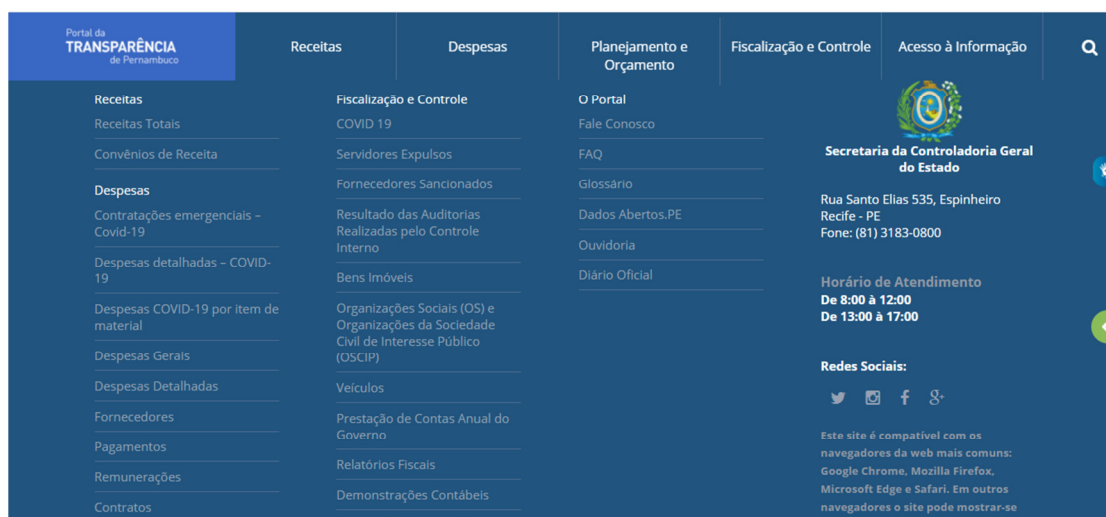 Portal da
TRANSPARÊNCIA
de Pernambuco
Receitas
Despesas
Planejamento e
Orçamento
Fiscalização e Controle
Acesso à Informação
Receitas
Receitas Totais
Convênios de Receita
Despesas
Contratações emergenciais –
Covid-19
Despesas detalhadas – COVID-
19
Despesas COVID-19 por item de
material
Despesas Gerais
Despesas Detalhadas
Fornecedores
Pagamentos
Remunerações
Contratos
Fiscalização e Controle
COVID 19
Servidores Expulsos
Fornecedores Sancionados
Resultado das Auditorias
Realizadas pelo Controle
Interno
Bens Imóveis
Organizações Sociais (OS) e
Organizações da Sociedade
Civil de Interesse Público
(OSCIP)
Veículos
Prestação de Contas Anual do
Governo
Relatórios Fiscais
Demonstrações Contábeis
O Portal
Fale Conosco
FAQ
Glossário
Dados Abertos.PE
Ouvidoria
Diário Oficial
Secretaria da Controladoria Geral
do Estado
Rua Santo Elias 535, Espinheiro
Recife - PE
Fone: (81) 3183-0800
Horário de Atendimento
De 8:00 à 12:00
De 13:00 à 17:00
Redes Sociais:
Este site é compatível com os
navegadores da web mais comuns:
Google Chrome, Mozilla Firefox,
Microsoft Edge e Safari. Em outros
navegadores o site pode mostrar-se